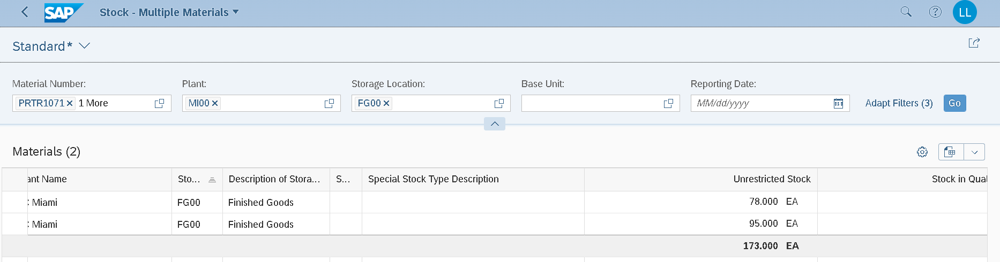 SAP Stock - Multiple Materials LL
Standard*
Material Number: Plant: Storage Location: Base Unit: Reporting Date:
PRTR1071 1 More MI00 FG00 MM/dd/yyyy Adapt Filters (3) Go
Materials (2)
ant Name Sto... Description of Stora... S... Special Stock Type Description Unrestricted Stock Stock in Qual
Miami FG00 Finished Goods 78.000 EA
Miami FG00 Finished Goods 95.000 EA
173.000 EA